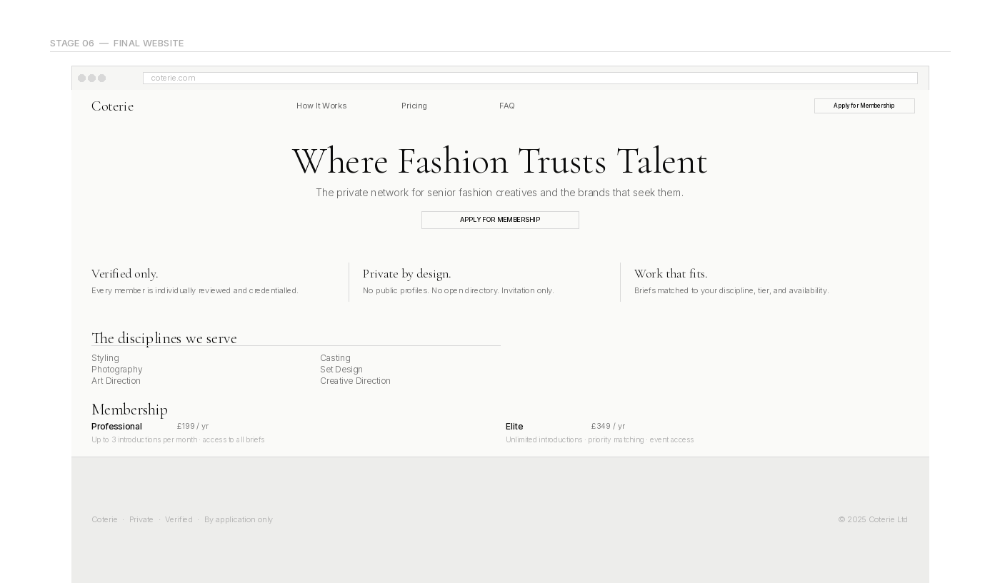 STAGE 06 — FINAL WEBSITE
coterie.com
Coterie How It Works Pricing FAQ Apply for Membership
Where Fashion Trusts Talent
The private network for senior fashion creatives and the brands that seek them.
APPLY FOR MEMBERSHIP
Verified only.
Every member is individually reviewed and credentialled.
Private by design.
No public profiles. No open directory. Invitation only.
Work that fits.
Briefs matched to your discipline, tier, and availability.
The disciplines we serve
Styling Casting
Photography Set Design
Art Direction Creative Direction
Membership
Professional £199 / yr
Up to 3 introductions per month · access to all briefs
Elite £349 / yr
Unlimited introductions · priority matching · event access
Coterie · Private · Verified · By application only © 2025 Coterie Ltd